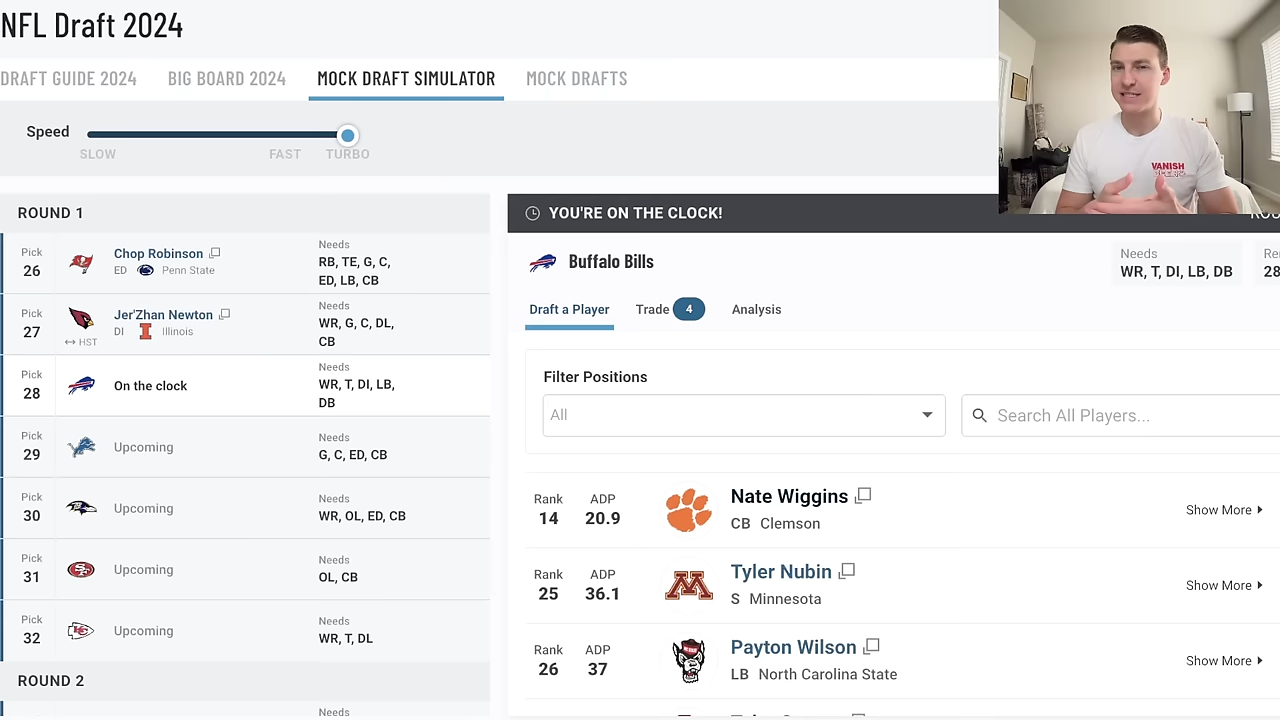 NFL Draft 2024
DRAFT GUIDE 2024
BIG BOARD 2024
MOCK DRAFT SIMULATOR
MOCK DRAFTS
Speed
SLOW
FAST
TURBO
VANISH
ROUND 1
Pick
26
Chop Robinson
ED Penn State
Needs
RB, TE, G, C,
ED, LB, CB
Pick
27
HST
Jer'Zhan Newton
DI Illinois
Needs
WR, G, C, DL,
CB
Pick
28
On the clock
Needs
WR, T, DI, LB,
DB
Pick
29
Upcoming
Needs
G, C, ED, CB
Pick
30
Upcoming
Needs
WR, OL, ED, CB
Pick
31
Upcoming
Needs
OL, CB
Pick
32
Upcoming
Needs
WR, T, DL
ROUND 2
Needs
YOU'RE ON THE CLOCK!
Buffalo Bills
Needs
WR, T, DI, LB, DB
28
Draft a Player
Trade 4
Analysis
Filter Positions
All
Search All Players...
Rank
14
ADP
20.9
Nate Wiggins
CB Clemson
Show More
Rank
25
ADP
36.1
Tyler Nubin
S Minnesota
Show More
Rank
26
ADP
37
Payton Wilson
LB North Carolina State
Show More